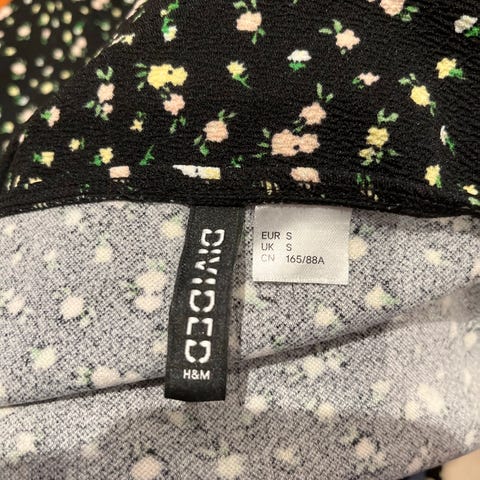 DIVIDED
H&M
EUR S
UK S
CN 165/88A